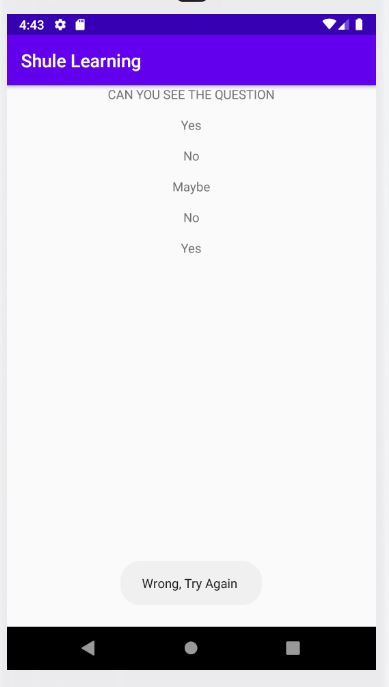 4:43
Shule Learning
CAN YOU SEE THE QUESTION
Yes
No
Maybe
No
Yes
Wrong, Try Again